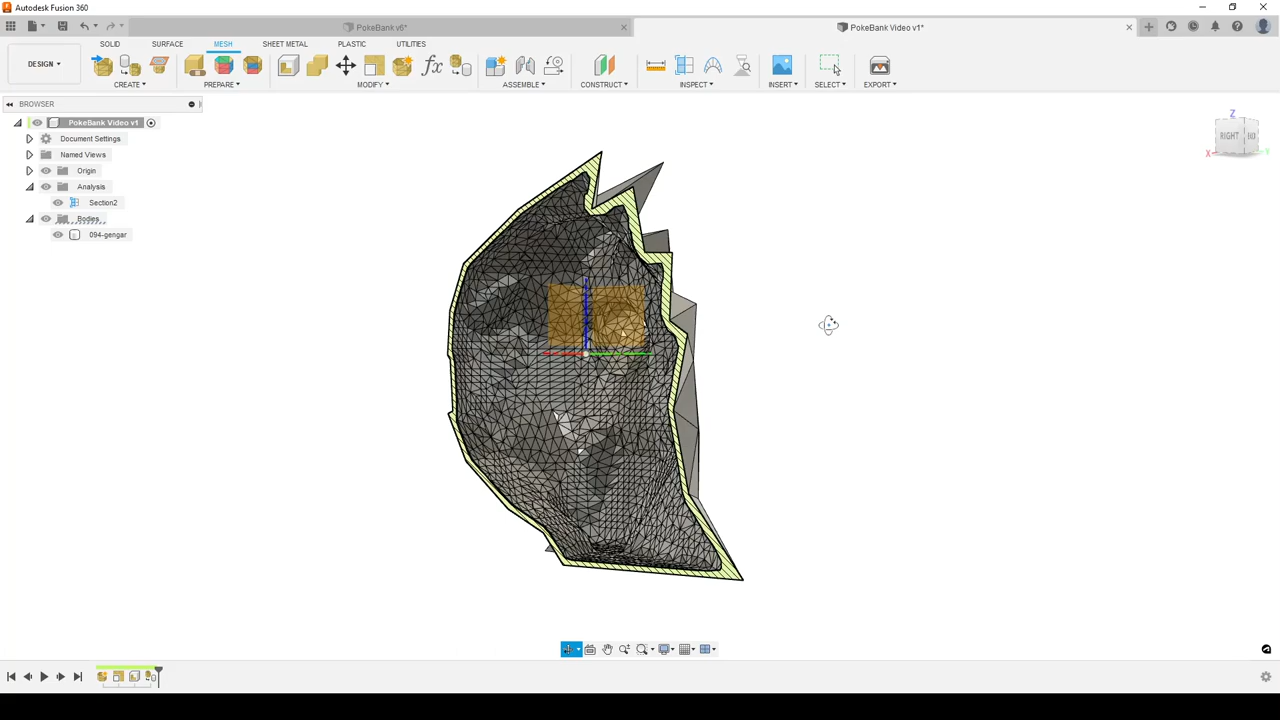 Autodesk Fusion 360
PokeBank v6*
PokeBank Video v1*
SOLID SURFACE MESH SHEET METAL PLASTIC UTILITIES
DESIGN
CREATE PREPARE MODIFY ASSEMBLE CONSTRUCT INSPECT INSERT SELECT EXPORT
BROWSER
PokeBank Video v1
Document Settings
Named Views
Origin
Analysis
Section2
Bodies
094-gengar
Z
RIGHT
X
Y